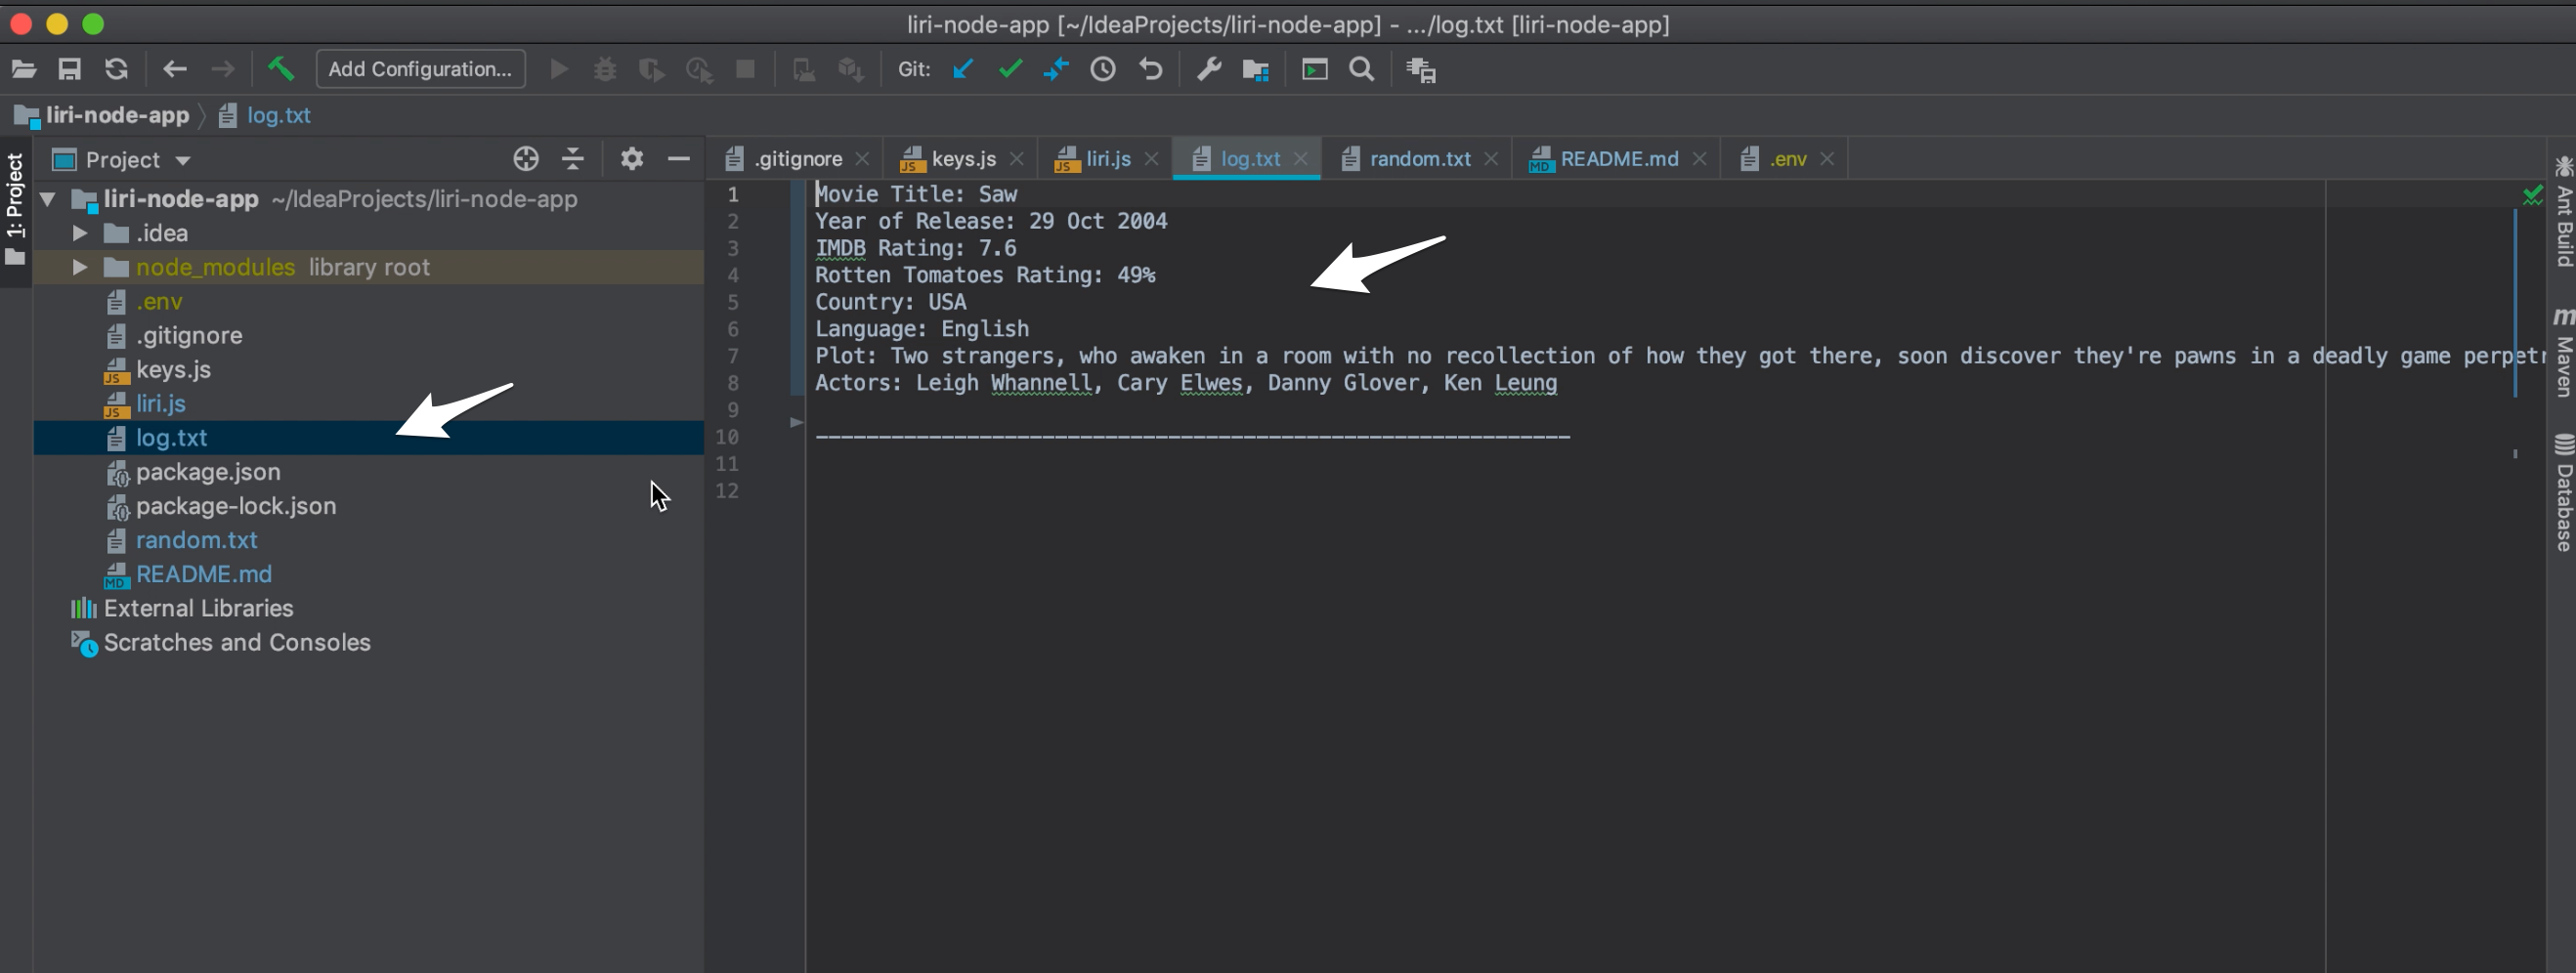 liri-node-app [~/IdeaProjects/liri-node-app] - .../log.txt [liri-node-app]
Add Configuration...
Git:
liri-node-app
log.txt
1: Project
Project
.gitignore
keys.js
liri.js
log.txt
random.txt
README.md
.env
liri-node-app ~/IdeaProjects/liri-node-app
.idea
node_modules library root
.env
.gitignore
keys.js
liri.js
log.txt
package.json
package-lock.json
random.txt
README.md
External Libraries
Scratches and Consoles
1 Movie Title: Saw
2 Year of Release: 29 Oct 2004
3 IMDB Rating: 7.6
4 Rotten Tomatoes Rating: 49%
5 Country: USA
6 Language: English
7 Plot: Two strangers, who awaken in a room with no recollection of how they got there, soon discover they're pawns in a deadly game perpetr
8 Actors: Leigh Whannell, Cary Elwes, Danny Glover, Ken Leung
9
10 ------------------------------------------------------------
11
12
Ant Build
Maven
Database